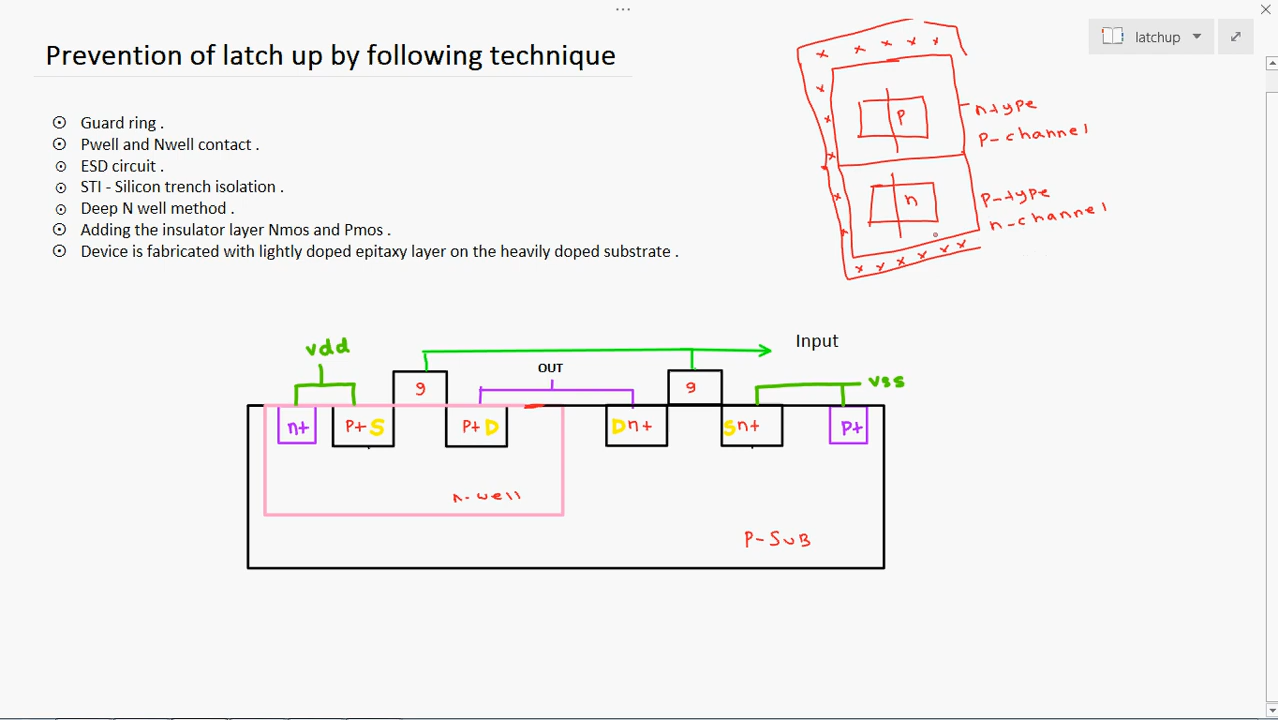 latchup
Prevention of latch up by following technique
Guard ring .
Pwell and Nwell contact .
ESD circuit .
STI - Silicon trench isolation .
Deep N well method .
Adding the insulator layer Nmos and Pmos .
Device is fabricated with lightly doped epitaxy layer on the heavily doped substrate .
x x x x x
x
x
x
x
x
x x x x x x
P
n-type
P-channel
n
P-type
n-channel
vdd
OUT
Input
vss
g
g
n+
P+ S
P+ D
D n+
S n+
P+
n-well
P-SUB